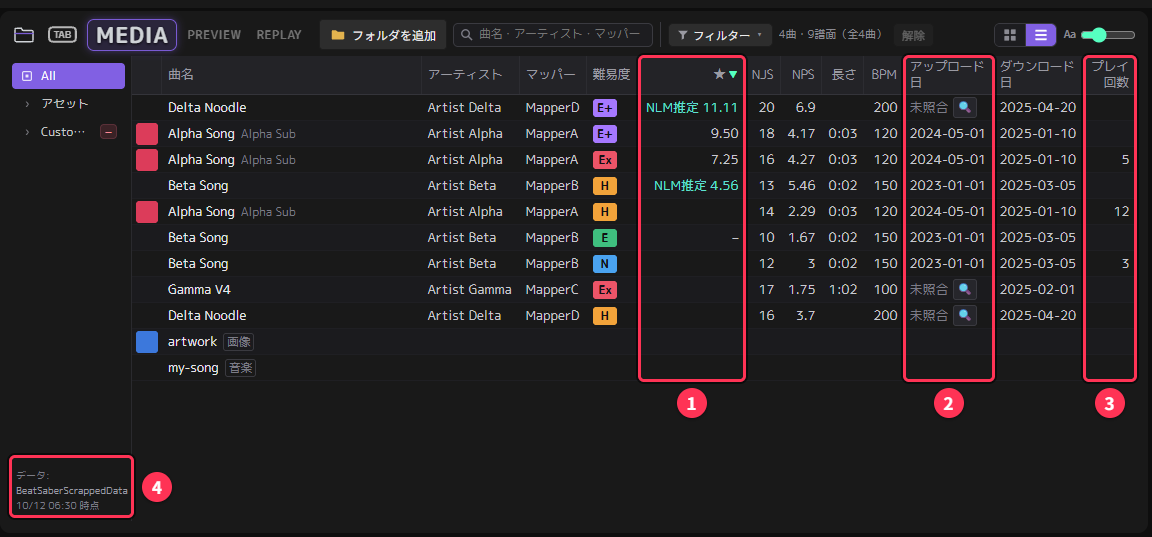 TAB MEDIA PREVIEW REPLAY フォルダを追加 曲名・アーティスト・マッパー フィルター 4曲・9譜面（全4曲） 解除 Aa
All
アセット
Custo…
曲名 アーティスト マッパー 難易度 ★▼ NJS NPS 長さ BPM アップロード日 ダウンロード日 プレイ回数
Delta Noodle Artist Delta MapperD E+ NLM推定 11.11 20 6.9 200 未照合 2025-04-20
Alpha Song Alpha Sub Artist Alpha MapperA E+ 9.50 18 4.17 0:03 120 2024-05-01 2025-01-10
Alpha Song Alpha Sub Artist Alpha MapperA Ex 7.25 16 4.27 0:03 120 2024-05-01 2025-01-10 5
Beta Song Artist Beta MapperB H NLM推定 4.56 13 5.46 0:02 150 2023-01-01 2025-03-05
Alpha Song Alpha Sub Artist Alpha MapperA H 14 2.29 0:03 120 2024-05-01 2025-01-10 12
Beta Song Artist Beta MapperB E – 10 1.67 0:02 150 2023-01-01 2025-03-05
Beta Song Artist Beta MapperB N 12 3 0:02 150 2023-01-01 2025-03-05 3
Gamma V4 Artist Gamma MapperC Ex 17 1.75 1:02 100 未照合 2025-02-01
Delta Noodle Artist Delta MapperD H 16 3.7 200 未照合 2025-04-20
artwork 画像
my-song 音楽
1 2 3
データ:
BeatSaberScrappedData
10/12 06:30 時点
4